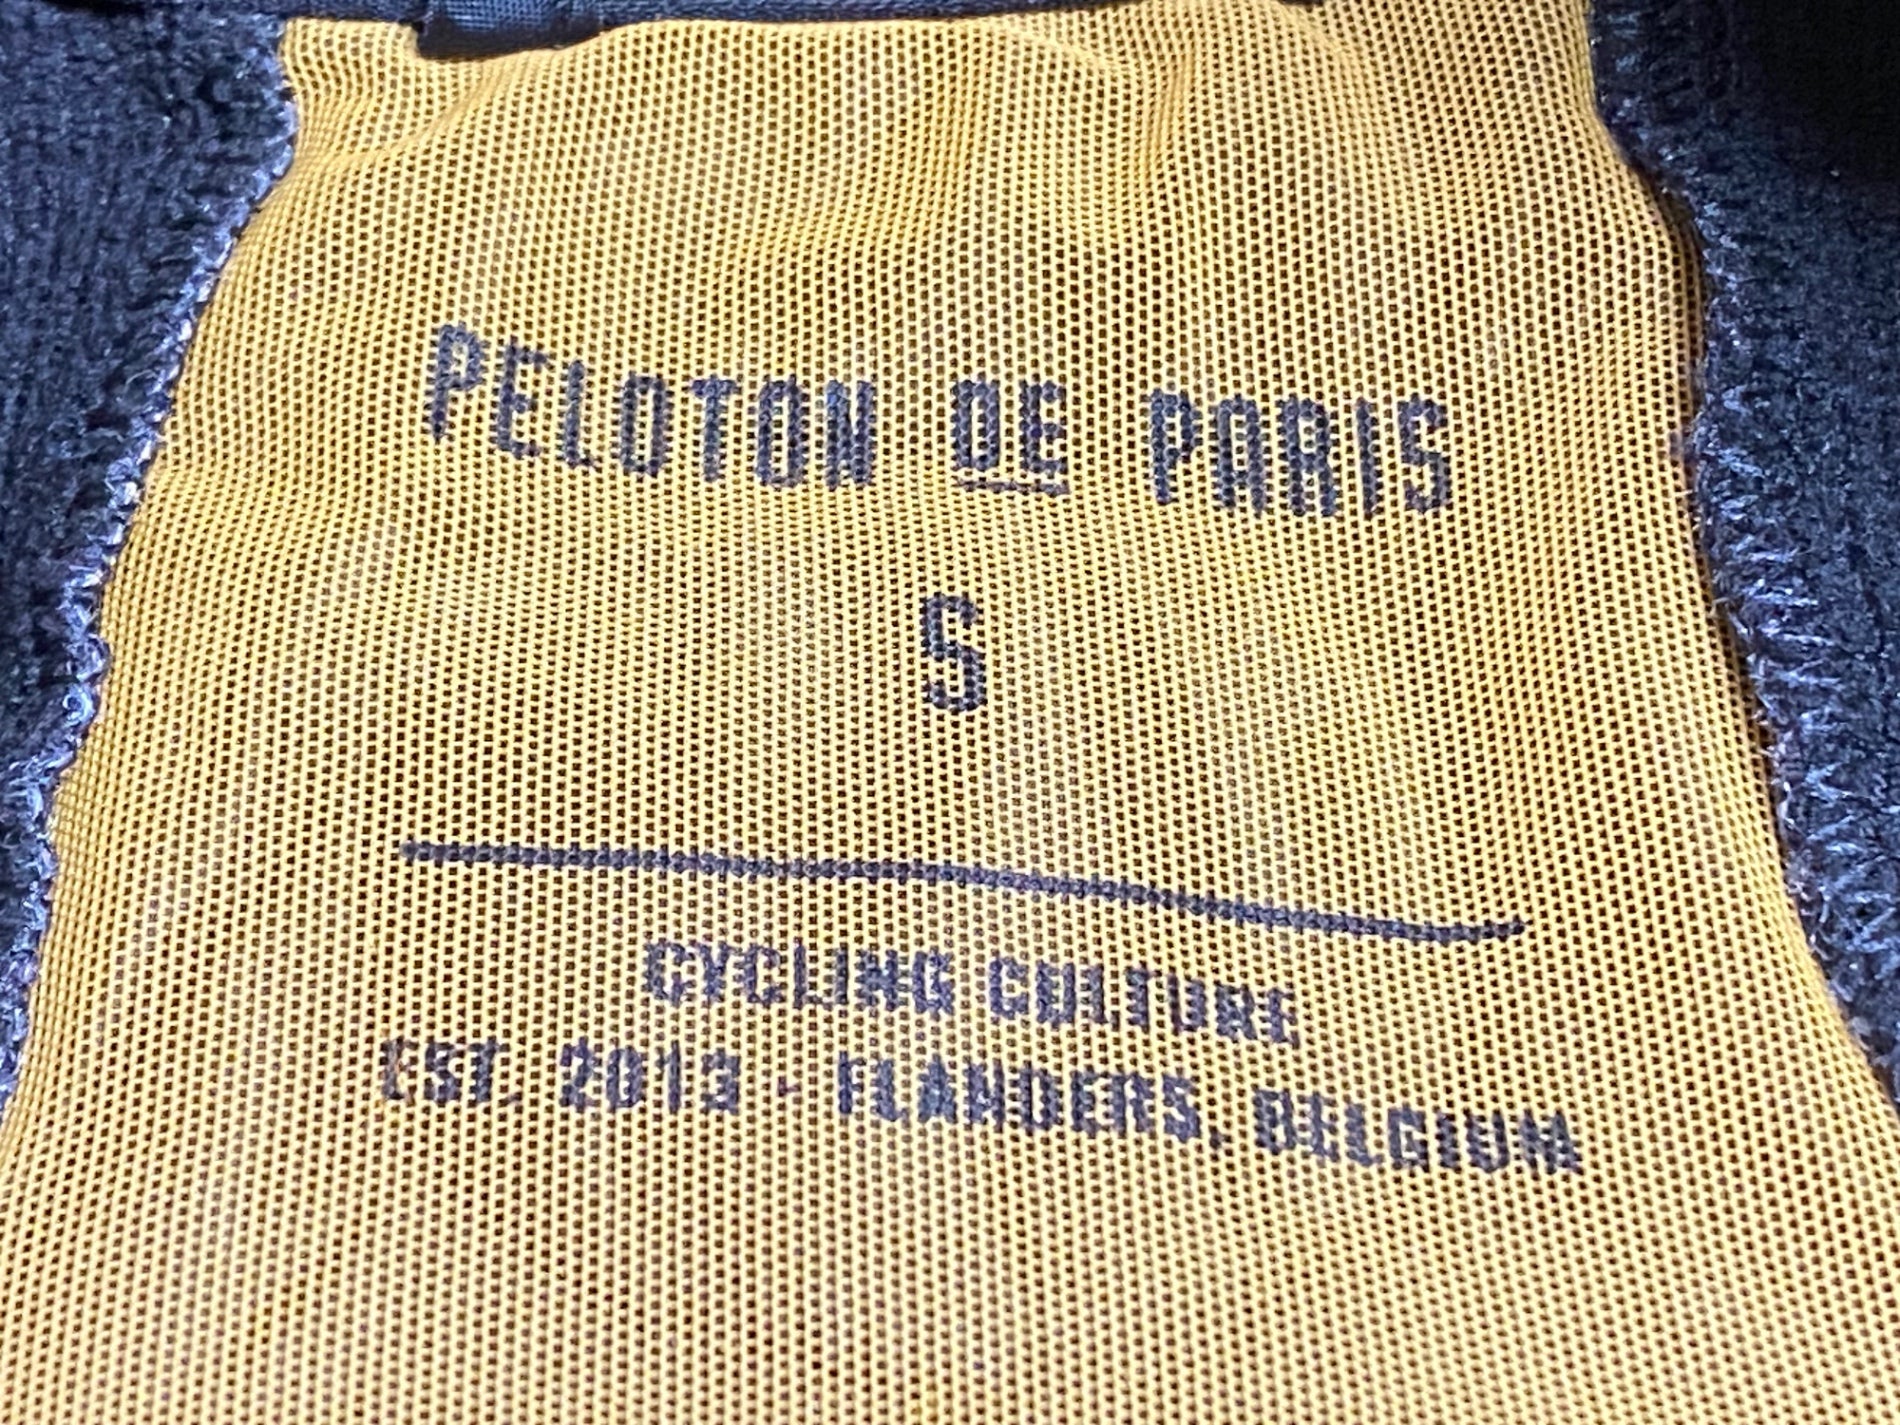 PELOTON DE PARIS
S
CYCLING CULTURE
EST. 2013 - FLANDERS, BELGIUM